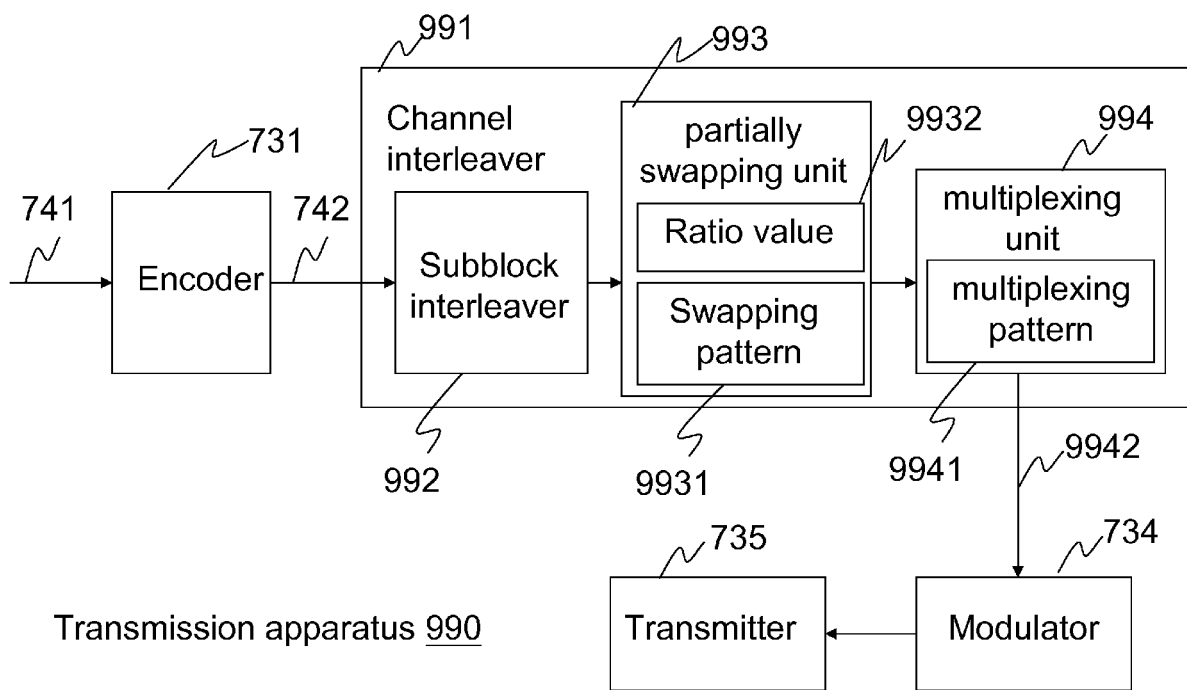 991
993
Channel
interleaver
partially
swapping unit
9932
994
731
741
742
Encoder
Subblock
interleaver
Ratio value
Swapping
pattern
multiplexing
unit
multiplexing
pattern
992
9931
9941
9942
735
734
Transmission apparatus 990
Transmitter
Modulator